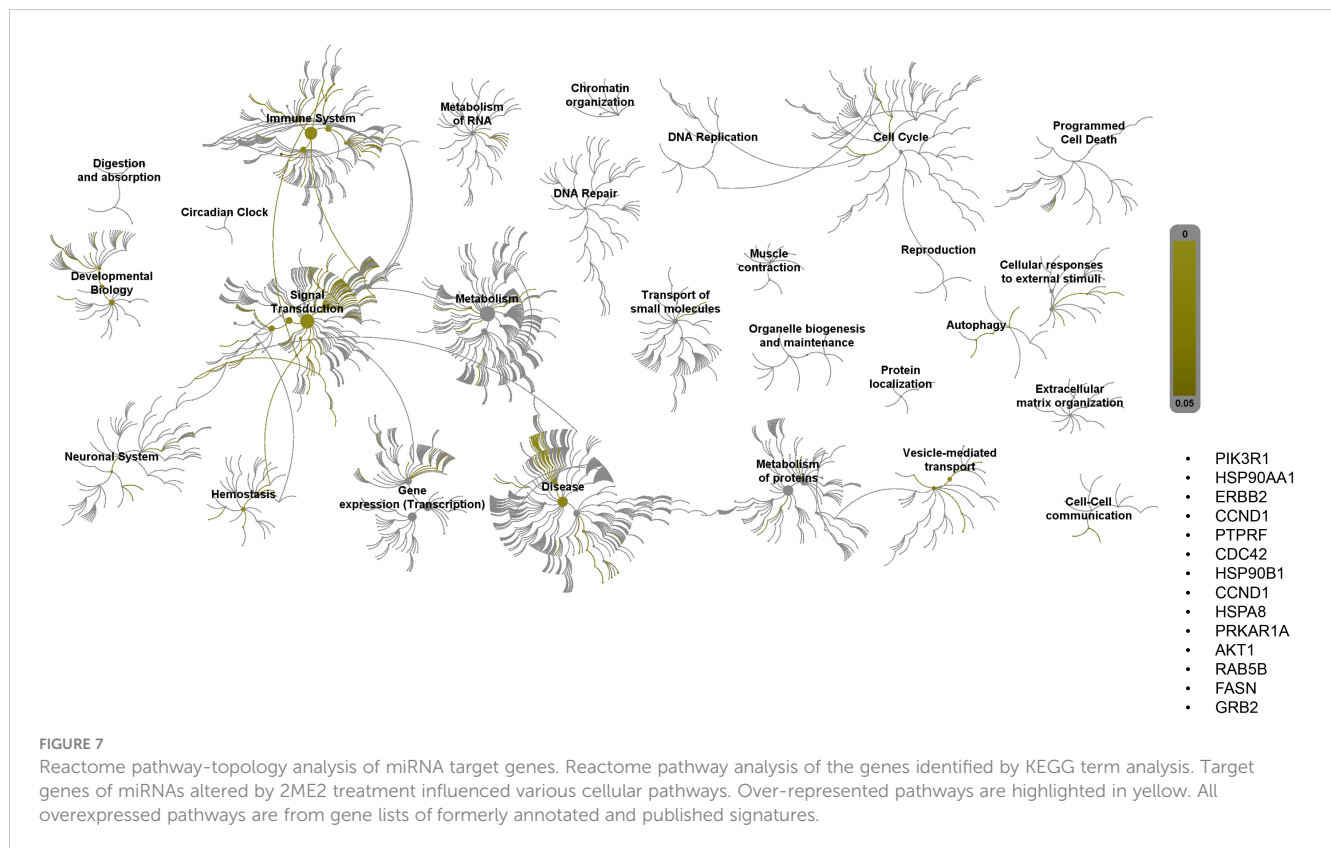 Immune System
Metabolism
of RNA
Chromatin
organization
DNA Replication
Cell Cycle
Programmed
Cell Death
Digestion
and absorption
Circadian Clock
DNA Repair
Developmental
Biology
Signal
Transduction
Metabolism
Transport of
small molecules
Muscle
contraction
Reproduction
Cellular responses
to external stimuli
Organelle biogenesis
and maintenance
Autophagy
Protein
localization
Extracellular
matrix organization
Neuronal System
Hemostasis
Gene
expression (Transcription)
Disease
Metabolism
of proteins
Vesicle-mediated
transport
Cell-Cell
communication
0
0.05
• PIK3R1
• HSP90AA1
• ERBB2
• CCND1
• PTPRF
• CDC42
• HSP90B1
• CCND1
• HSPA8
• PRKAR1A
• AKT1
• RAB5B
• FASN
• GRB2
FIGURE 7
Reactome pathway-topology analysis of miRNA target genes. Reactome pathway analysis of the genes identified by KEGG term analysis. Target
genes of miRNAs altered by 2ME2 treatment influenced various cellular pathways. Over-represented pathways are highlighted in yellow. All
overexpressed pathways are from gene lists of formerly annotated and published signatures.